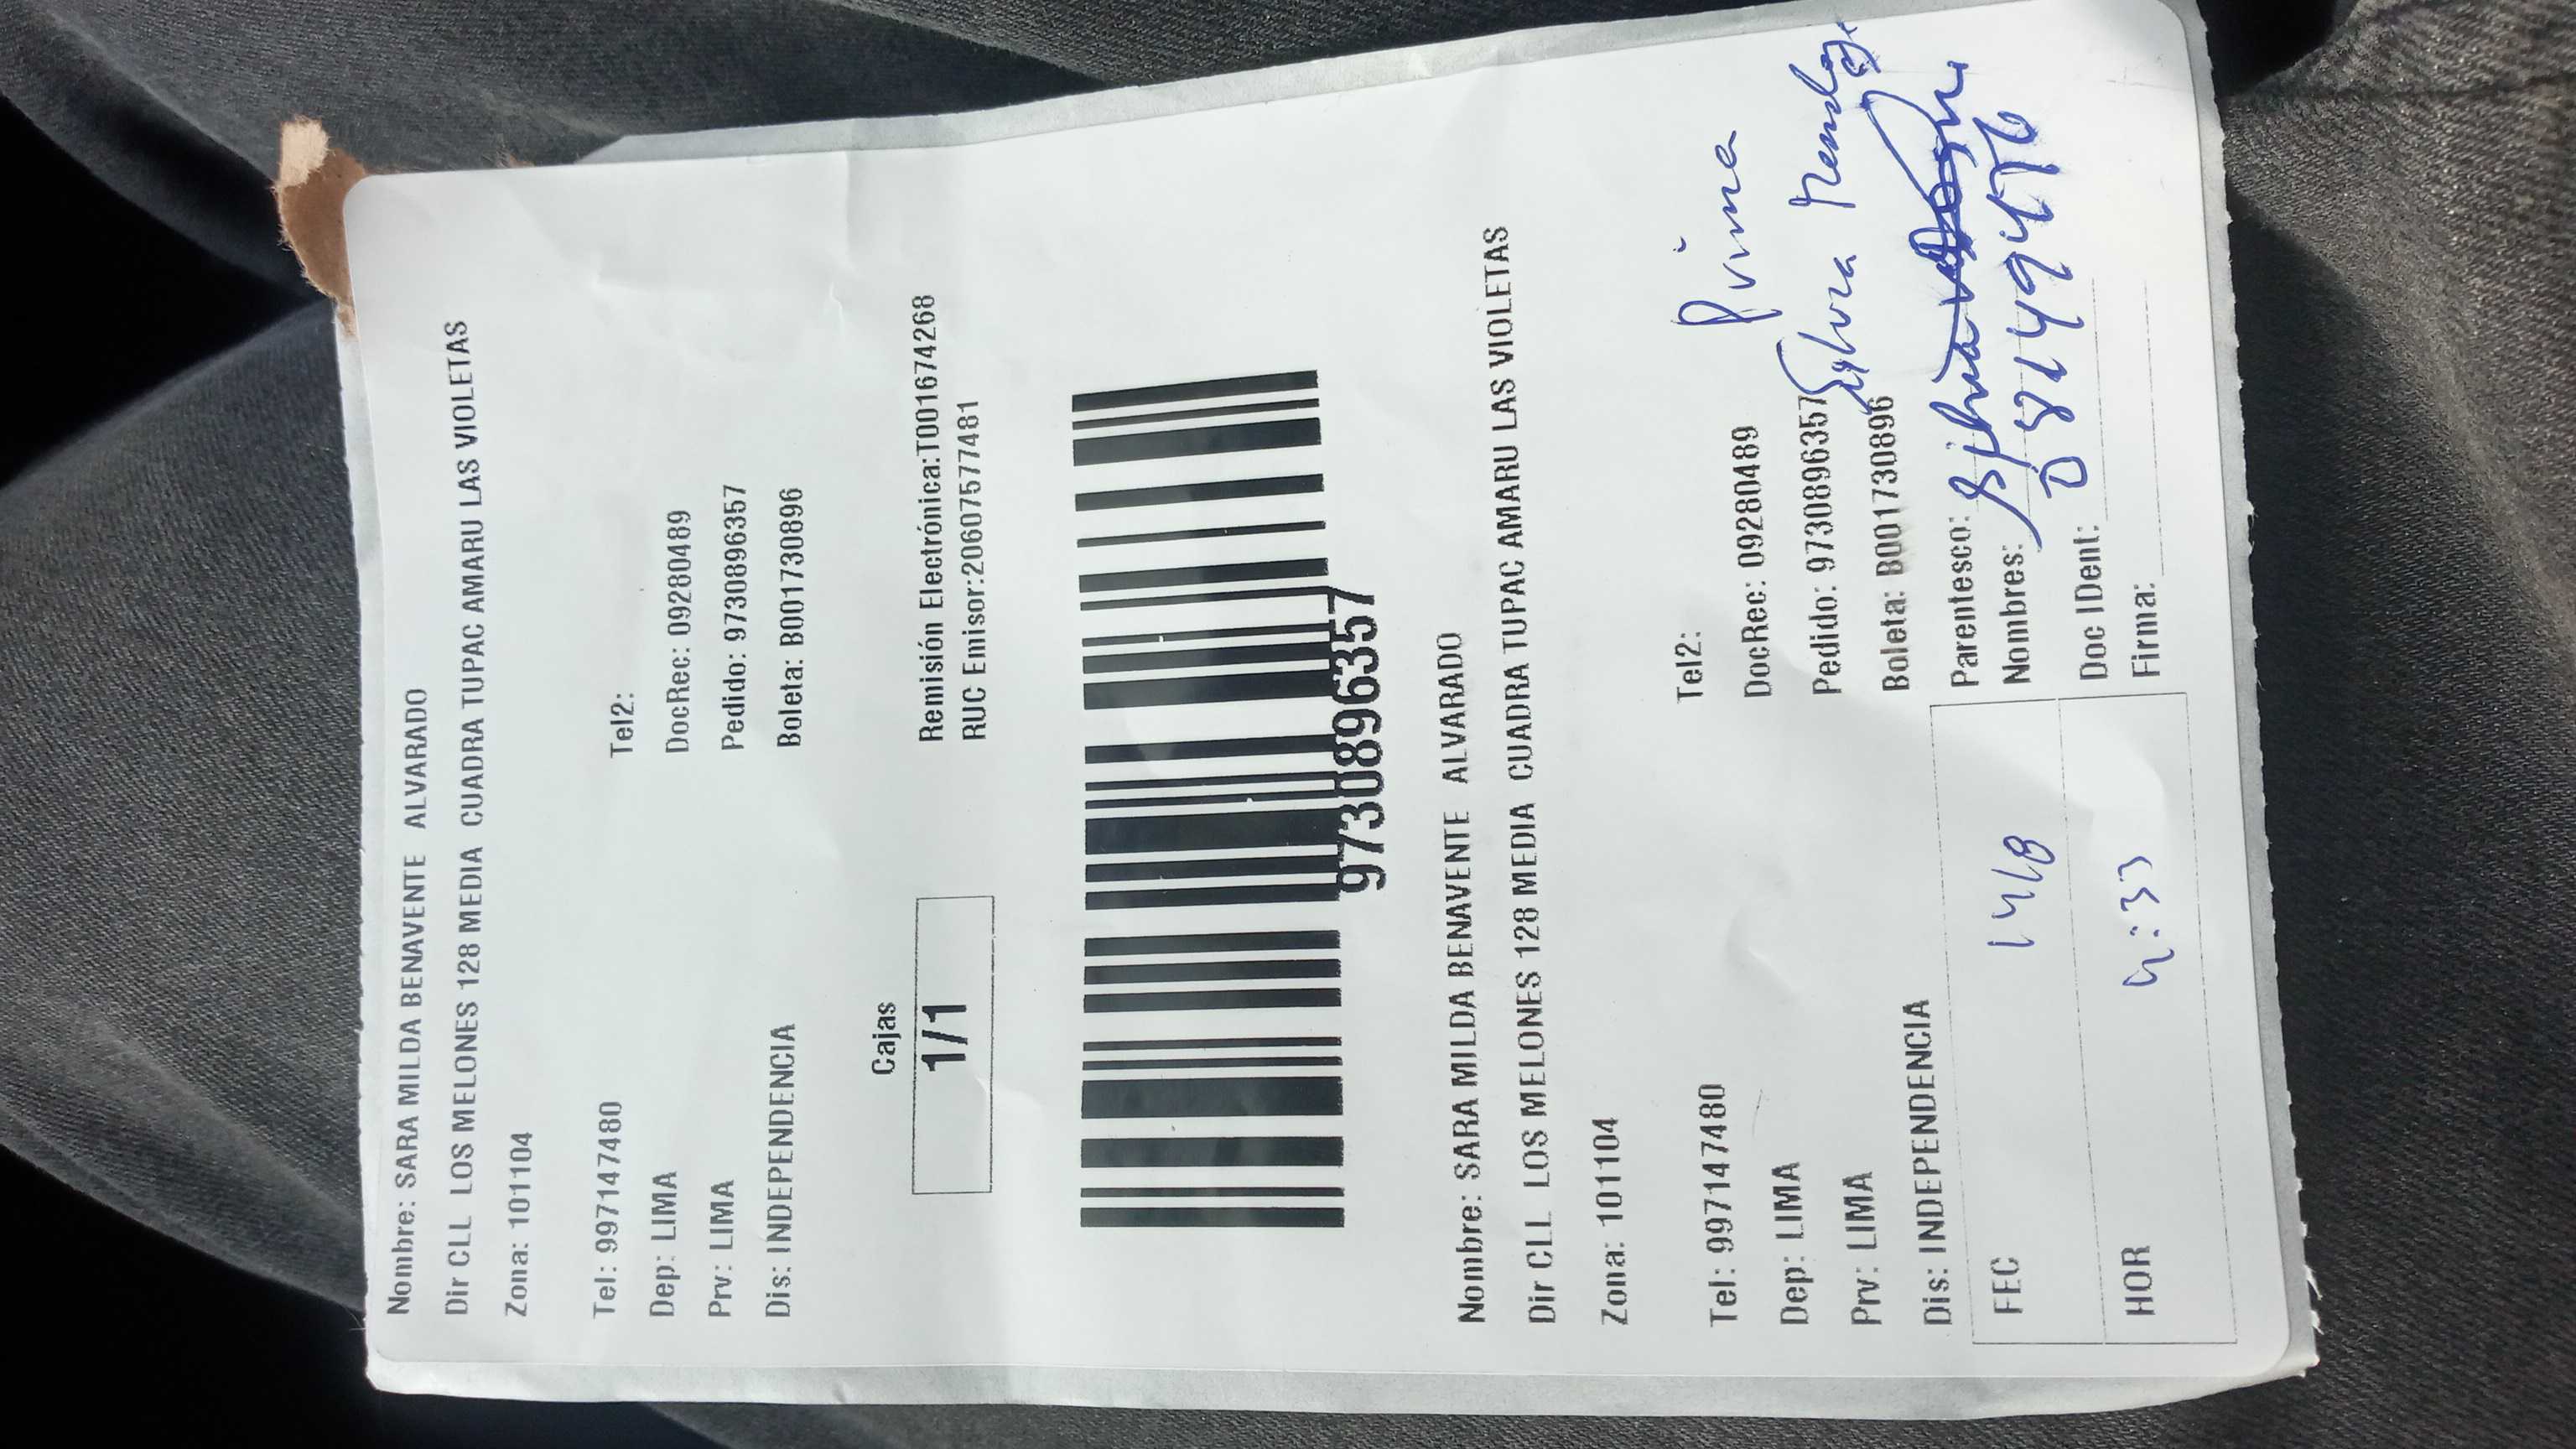 Nombre: SARA MILDA BENAVENTE ALVARADO
Dir CLL LOS MELONES 128 MEDIA CUADRA TUPAC AMARU LAS VIOLETAS
Zona: 101104
Tel: 997147480 Tel2:
Dep: LIMA DocRec: 09280489
Prv: LIMA Pedido: 9730896357
Dis: INDEPENDENCIA Boleta: B001730896
Cajas
1/1
Remisión Electrónica:T001674268
RUC Emisor:20607577481
9730896357
Nombre: SARA MILDA BENAVENTE ALVARADO
Dir CLL LOS MELONES 128 MEDIA CUADRA TUPAC AMARU LAS VIOLETAS
Zona: 101104
Tel: 997147480 Tel2:
Prima
Dep: LIMA DocRec: 09280489
Prv: LIMA Pedido: 9730896357
Dis: INDEPENDENCIA Boleta: B001730896
FEC
Parentesco:
Nombres:
HOR
Doc IDent:
Firma: